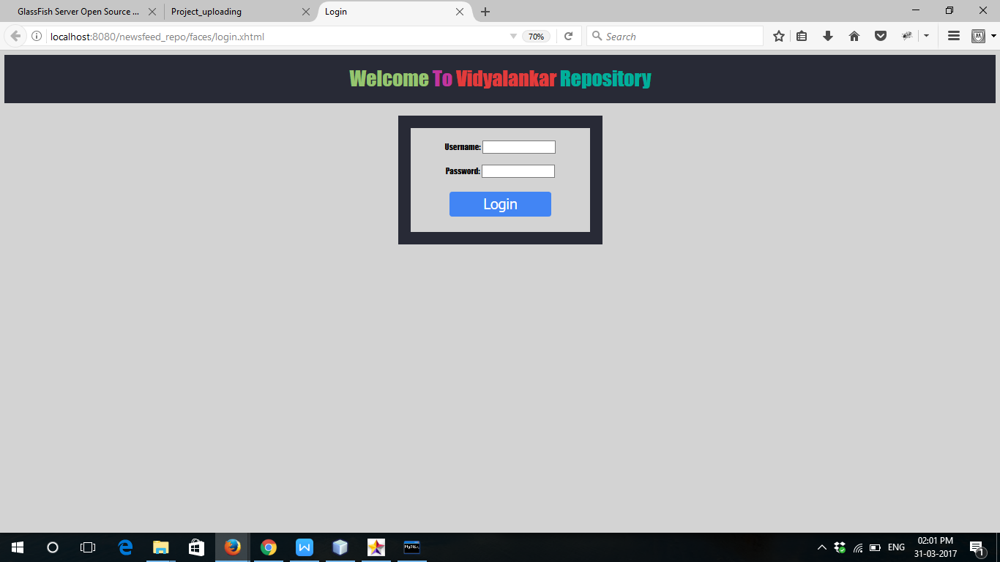 GlassFish Server Open Source ...
Project_uploading
Login
localhost:8080/newsfeed_repo/faces/login.xhtml
70%
Search
Welcome To Vidyalankar Repository
Username:
Password:
Login
02:01 PM
ENG
31-03-2017
1